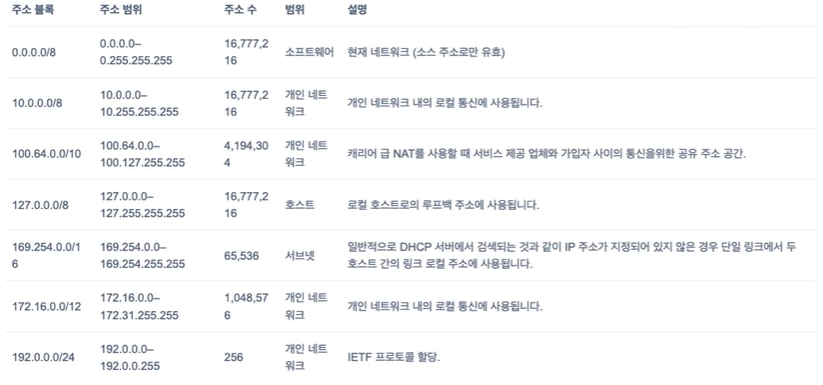 주소 블록 주소 범위 주소 수 범위 설명
0.0.0.0/8 0.0.0.0– 0.255.255.255 16,777,2 16 소프트웨어 현재 네트워크 (소스 주소로만 유효)
10.0.0.0/8 10.0.0.0– 10.255.255.255 16,777,2 16 개인 네트 워크 개인 네트워크 내의 로컬 통신에 사용됩니다.
100.64.0.0/10 100.64.0.0– 100.127.255.255 4,194,30 4 개인 네트 워크 캐리어 급 NAT를 사용할 때 서비스 제공 업체와 가입자 사이의 통신을위한 공유 주소 공간.
127.0.0.0/8 127.0.0.0– 127.255.255.255 16,777,2 16 호스트 로컬 호스트로의 루프백 주소에 사용됩니다.
169.254.0.0/1 6 169.254.0.0– 169.254.255.255 65,536 서브넷 일반적으로 DHCP 서버에서 검색되는 것과 같이 IP 주소가 지정되어 있지 않은 경우 단일 링크에서 두 호스트 간의 링크 로컬 주소에 사용됩니다.
172.16.0.0/12 172.16.0.0– 172.31.255.255 1,048,57 6 개인 네트 워크 개인 네트워크 내의 로컬 통신에 사용됩니다.
192.0.0.0/24 192.0.0.0– 192.0.0.255 256 개인 네트 워크 IETF 프로토콜 할당.